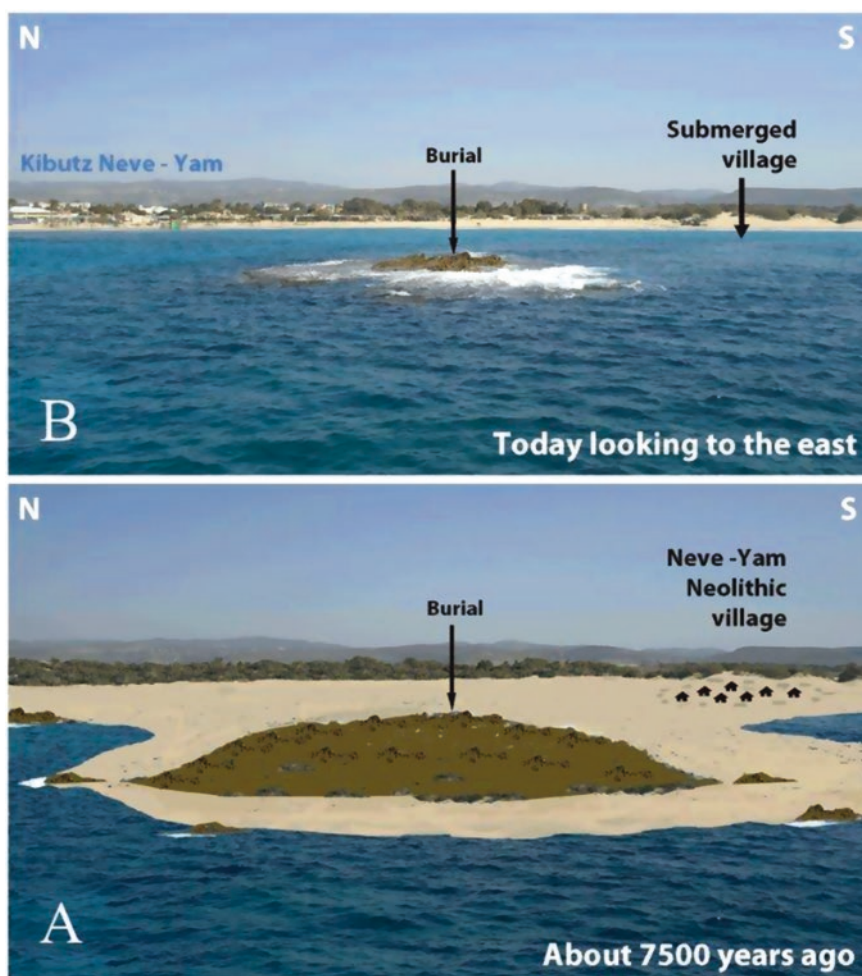 N
S
Kibutz Neve - Yam
Burial
Submerged
village
B
Today looking to the east
N
S
Neve -Yam
Neolithic
village
Burial
A
About 7500 years ago